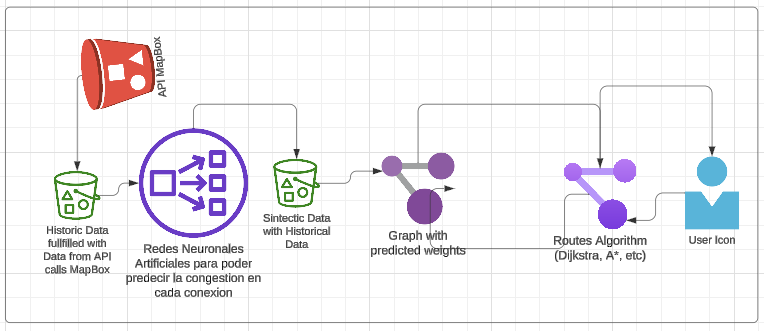 API MapBox
Historic Data
fullfilled with
Data from API
calls MapBox
Redes Neuronales
Artificiales para poder
predecir la congestion en
cada conexion
Sintectic Data
with Historical
Data
Graph with
predicted weights
Routes Algorithm
(Dijkstra, A*, etc)
User Icon